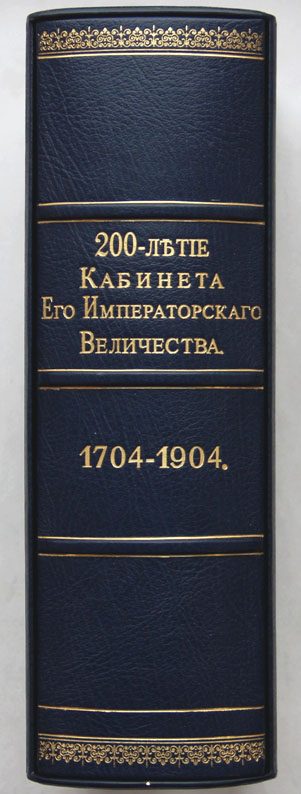 200-ЛѢТІЕ
КАБИНЕТА
ЕГО ИМПЕРАТОРСКАГО
ВЕЛИЧЕСТВА.
1704-1904.